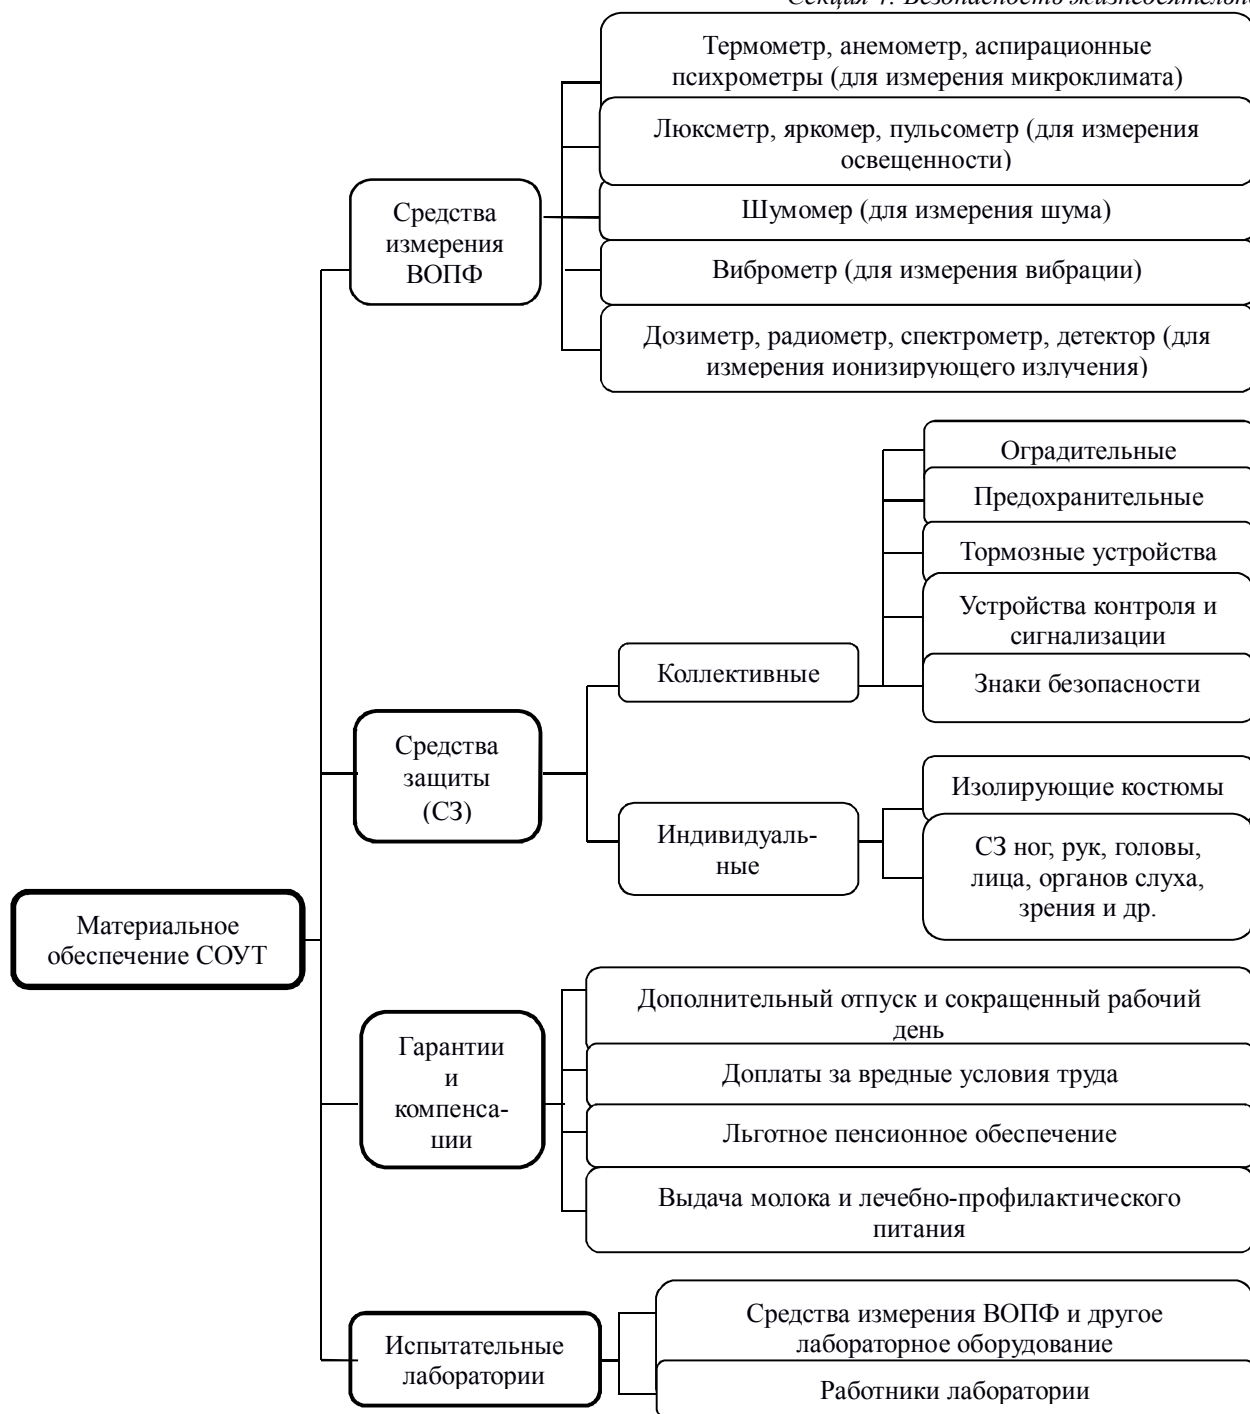 Секция 4. Безопасность жизнедеятельно
Термометр, анемометр, аспирационные
психрометры (для измерения микроклимата)
Люксметр, яркомер, пульсометр (для измерения
освещенности)
Шумомер (для измерения шума)
Виброметр (для измерения вибрации)
Дозиметр, радиометр, спектрометр, детектор (для
измерения ионизирующего излучения)
Средства
измерения
ВОПФ
Оградительные
Предохранительные
Тормозные устройства
Устройства контроля и
сигнализации
Знаки безопасности
Коллективные
Средства
защиты
(СЗ)
Изолирующие костюмы
Индивидуаль-
ные
СЗ ног, рук, головы,
лица, органов слуха,
зрения и др.
Материальное
обеспечение СОУТ
Дополнительный отпуск и сокращенный рабочий
день
Доплаты за вредные условия труда
Льготное пенсионное обеспечение
Выдача молока и лечебно-профилактического
питания
Гарантии
и
компенса-
ции
Средства измерения ВОПФ и другое
лабораторное оборудование
Работники лаборатории
Испытательные
лаборатории